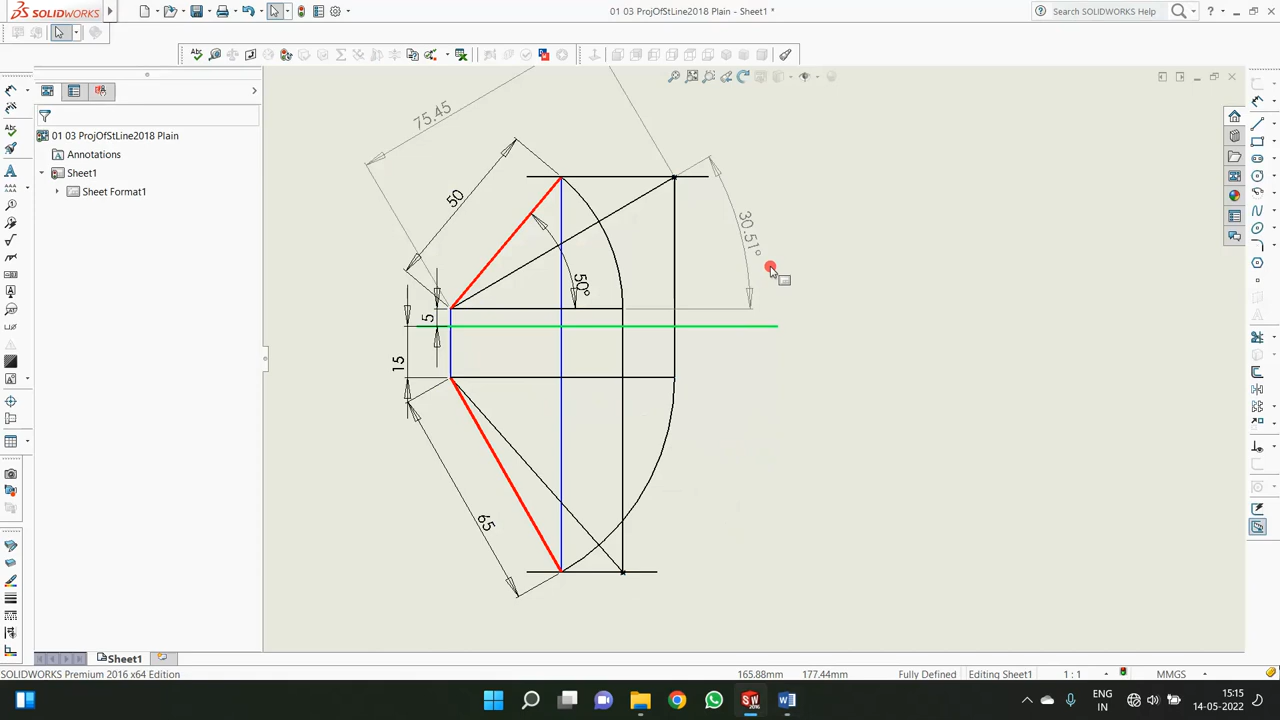 SOLIDWORKS
01 03 ProjOfStLine2018 Plain - Sheet1 *
Search SOLIDWORKS Help
01 03 ProjOfStLine2018 Plain
Annotations
Sheet1
Sheet Format1
75.45
50
30.51°
50°
5
15
65
Sheet1
SOLIDWORKS Premium 2016 x64 Edition
165.88mm
177.44mm
Fully Defined
Editing Sheet1
1 : 1
MMGS
ENG
IN
15:15
14-05-2022